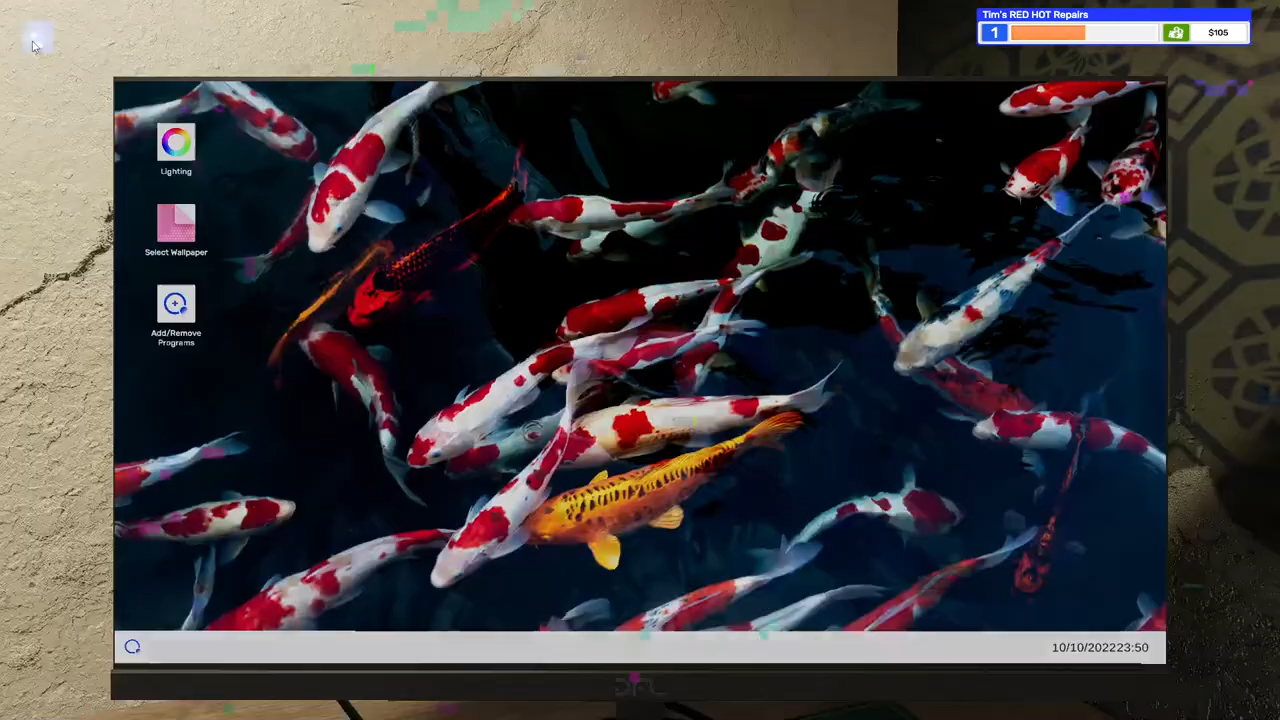 Tim's RED HOT Repairs
1
$105
Lighting
Select Wallpaper
Add/Remove
Programs
10/10/202223:50